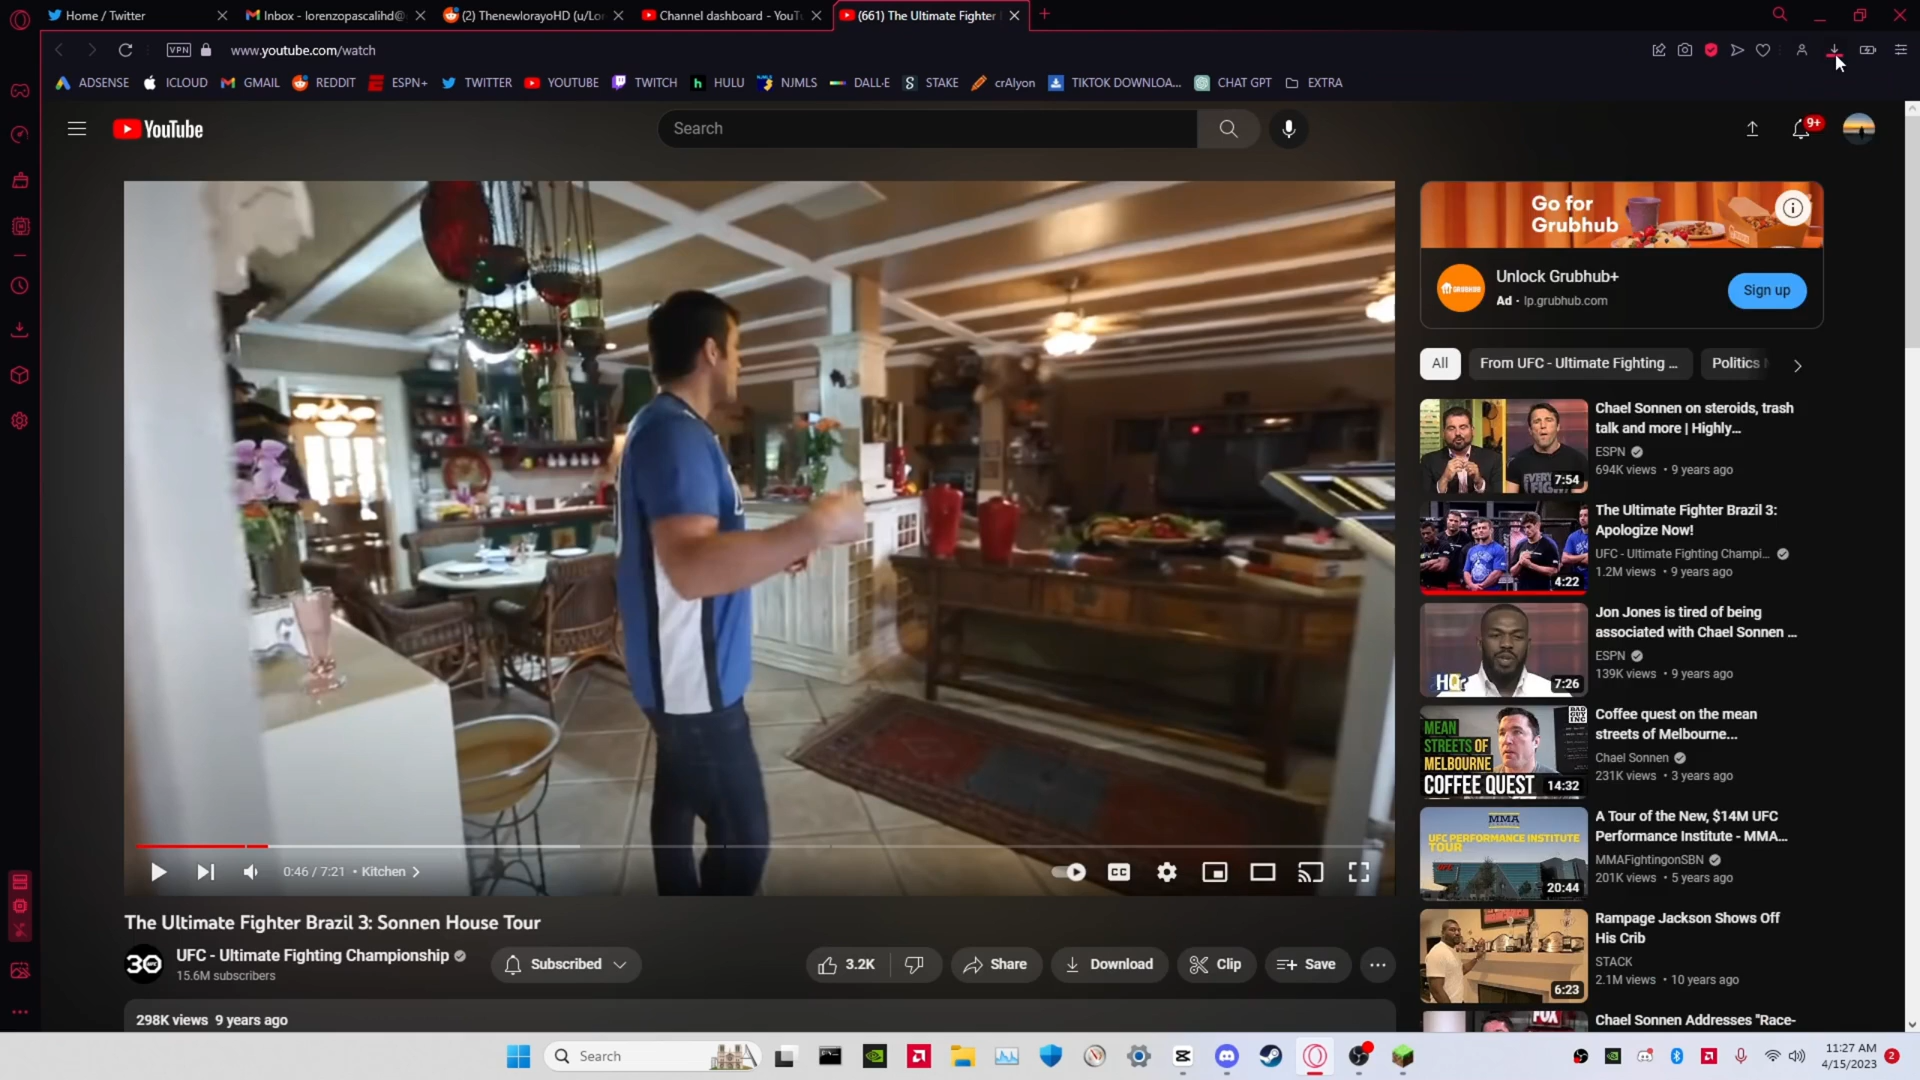 Home / Twitter
Inbox - lorenzopascalihd@
(2) ThenewlorayoHD (u/Lor
Channel dashboard - YouTu
(661) The Ultimate Fighter
VPN
www.youtube.com/watch
ADSENSE
ICLOUD
GMAIL
REDDIT
ESPN+
TWITTER
YOUTUBE
TWITCH
HULU
NJMLS
DALL-E
STAKE
crAIyon
TIKTOK DOWNLOA...
CHAT GPT
EXTRA
YouTube
Search
9+
Go for
Grubhub
Unlock Grubhub+
Ad · lp.grubhub.com
Sign up
All
From UFC - Ultimate Fighting ...
Politics
Chael Sonnen on steroids, trash
talk and more | Highly...
ESPN
694K views • 9 years ago
7:54
The Ultimate Fighter Brazil 3:
Apologize Now!
UFC - Ultimate Fighting Champi...
1.2M views • 9 years ago
4:22
Jon Jones is tired of being
associated with Chael Sonnen ...
ESPN
139K views • 9 years ago
7:26
Coffee quest on the mean
streets of Melbourne...
Chael Sonnen
231K views • 3 years ago
MEAN
STREETS OF
MELBOURNE
COFFEE QUEST
BAD
GUY
INC
14:32
A Tour of the New, $14M UFC
Performance Institute - MMA...
MMAFightingonSBN
201K views • 5 years ago
MMA
UFC PERFORMANCE INSTITUTE
TOUR
20:44
Rampage Jackson Shows Off
His Crib
STACK
2.1M views • 10 years ago
6:23
Chael Sonnen Addresses "Race-
FOX
0:46 / 7:21 • Kitchen
CC
The Ultimate Fighter Brazil 3: Sonnen House Tour
UFC - Ultimate Fighting Championship
15.6M subscribers
Subscribed
3.2K
Share
Download
Clip
Save
298K views 9 years ago
Search
11:27 AM
4/15/2023
2